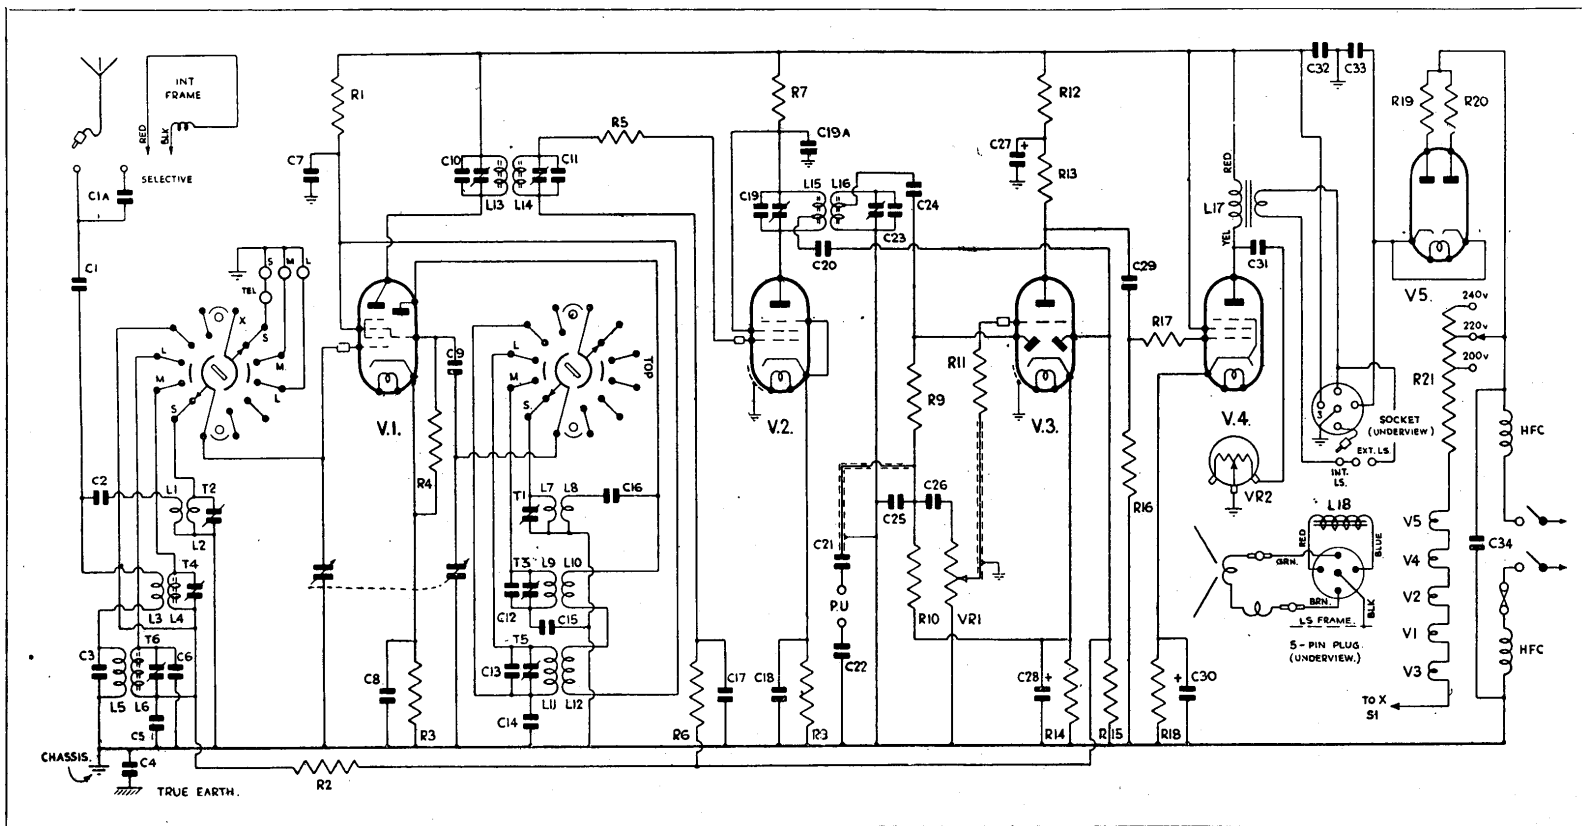 INT
FRAME
RED
BLK
SELECTIVE
C1A
C1
R1
C7
C10
C11
L13
L14
R5
R7
C19A
C19
L15
L16
C20
C23
C24
R12
C27
+
R13
C29
L17
RED
YEL
C31
C32
C33
R19
R20
V5.
240v
220v
200v
R21
S
M
L
TEL
X
S
L
M
S
M.
L
V.1.
C9
R4
L
M
S.
TOP
V.2.
R9
R11
V.3.
R17
V.4.
S
SOCKET
(UNDERVIEW)
EXT. LS.
INT.
LS.
HFC
C2
L1
T2
L2
T4
L3
L4
T1
L7
L8
C16
T3
L9
L10
C12
C15
T5
C13
L11
L12
C14
C21
P.U
C22
C25
C26
R10
VR1
R16
VR2
L18
RED
BLUE
GRN.
BRN.
BLK
LS FRAME.
5-PIN PLUG.
(UNDERVIEW.)
V5
V4
V2
V1
V3
C34
HFC
TO X
S1
C3
T6
C6
L5
L6
C5
C8
R3
R6
C17
C18
R3
C28
+
R14
R15
R18
+
C30
CHASSIS.
C4
TRUE EARTH.
R2